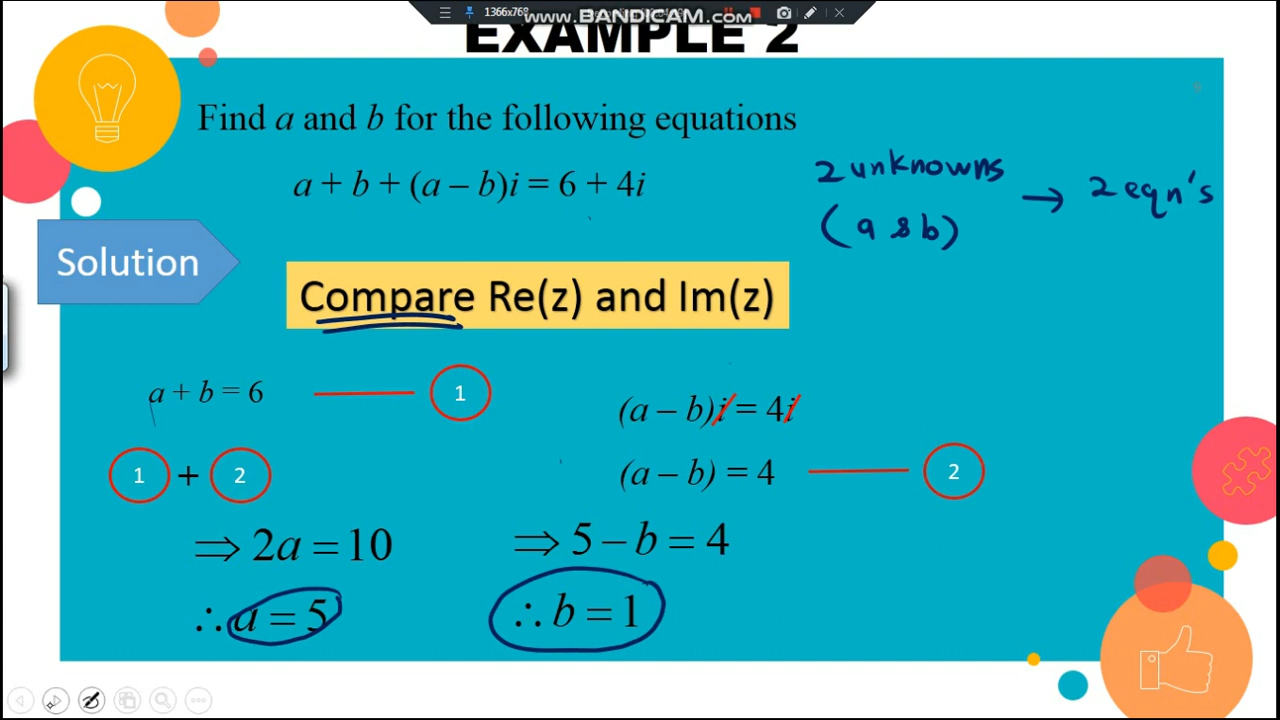 1366x768
www.BANDICAM.com
EXAMPLE 2
Find a and b for the following equations
a + b + (a – b)i = 6 + 4i
2 unknowns
(a & b)
→ 2 eqn's
Solution
Compare Re(z) and Im(z)
a + b = 6
1
(a – b)i = 4i
1 + 2
(a – b) = 4
2
⇒ 2a = 10
⇒ 5 – b = 4
∴ a = 5
∴ b = 1